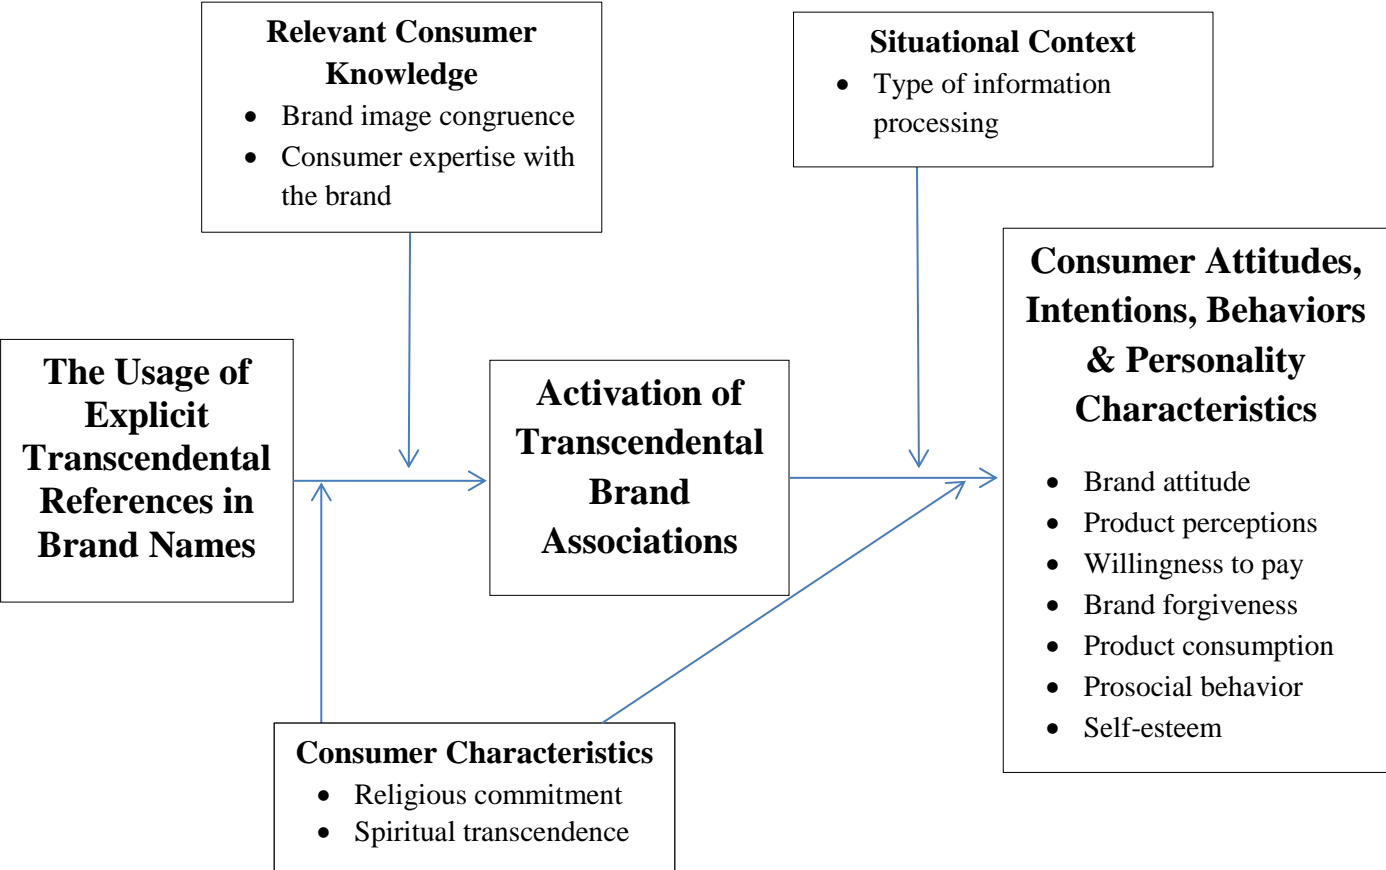 Relevant Consumer
Knowledge
• Brand image congruence
• Consumer expertise with
the brand
Situational Context
• Type of information
processing
The Usage of
Explicit
Transcendental
References in
Brand Names
Activation of
Transcendental
Brand
Associations
Consumer Attitudes,
Intentions, Behaviors
& Personality
Characteristics
• Brand attitude
• Product perceptions
• Willingness to pay
• Brand forgiveness
• Product consumption
• Prosocial behavior
• Self-esteem
Consumer Characteristics
• Religious commitment
• Spiritual transcendence